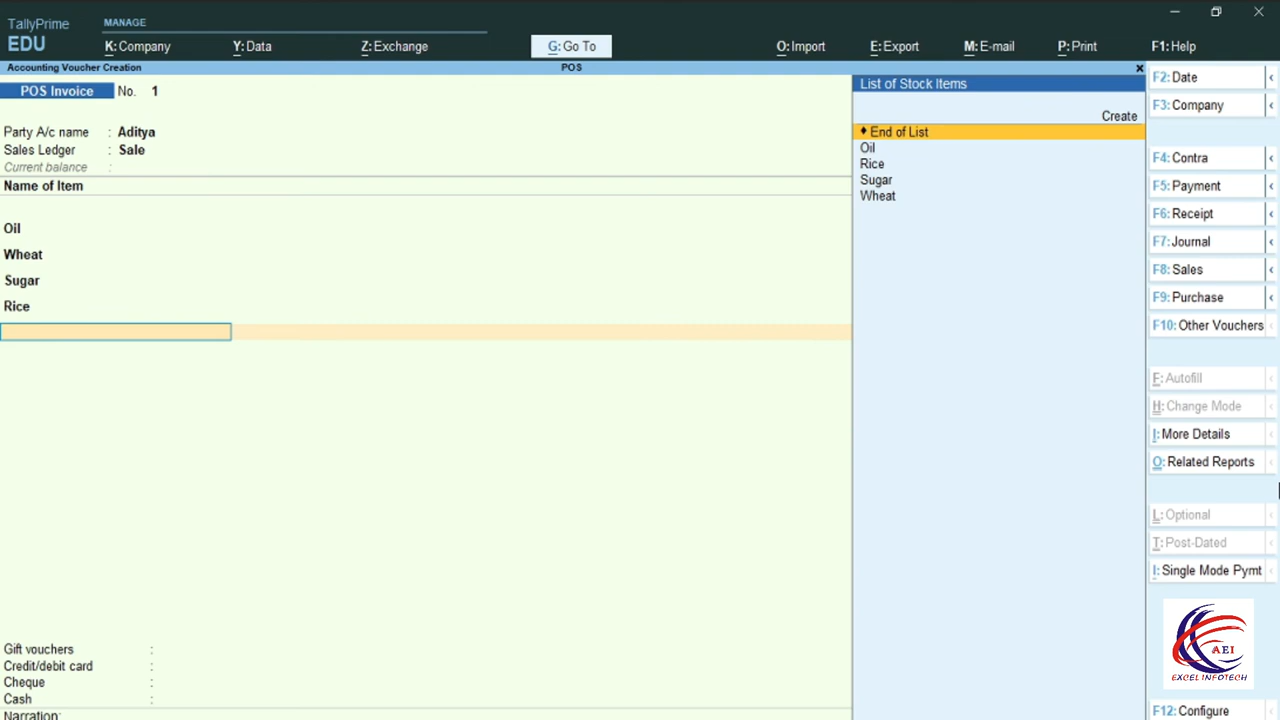 TallyPrime
EDU
MANAGE
K: Company
Y: Data
Z: Exchange
G: Go To
O: Import
E: Export
M: E-mail
P: Print
F1: Help
Accounting Voucher Creation
POS
POS Invoice No. 1
Party A/c name : Aditya
Sales Ledger : Sale
Current balance :
Name of Item
Oil
Wheat
Sugar
Rice
Gift vouchers :
Credit/debit card :
Cheque :
Cash :
Narration:
List of Stock Items
Create
♦ End of List
Oil
Rice
Sugar
Wheat
F2: Date
F3: Company
F4: Contra
F5: Payment
F6: Receipt
F7: Journal
F8: Sales
F9: Purchase
F10: Other Vouchers
F: Autofill
H: Change Mode
I: More Details
O: Related Reports
L: Optional
T: Post-Dated
I: Single Mode Pymt
AEI
EXCEL INFOTECH
F12: Configure